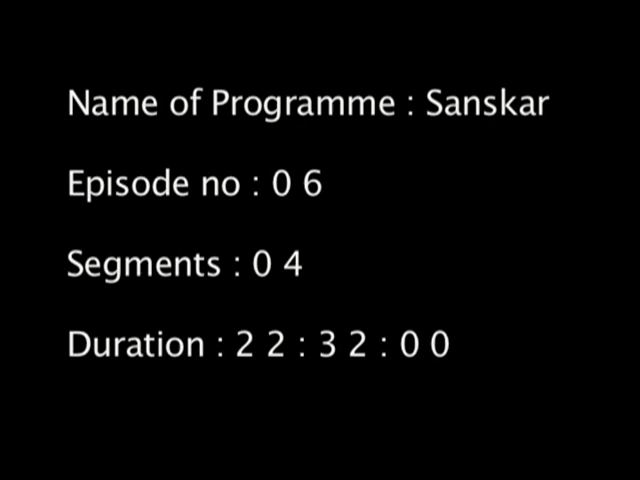 Name of Programme : Sanskar
Episode no : 0 6
Segments : 0 4
Duration : 2 2 : 3 2 : 0 0